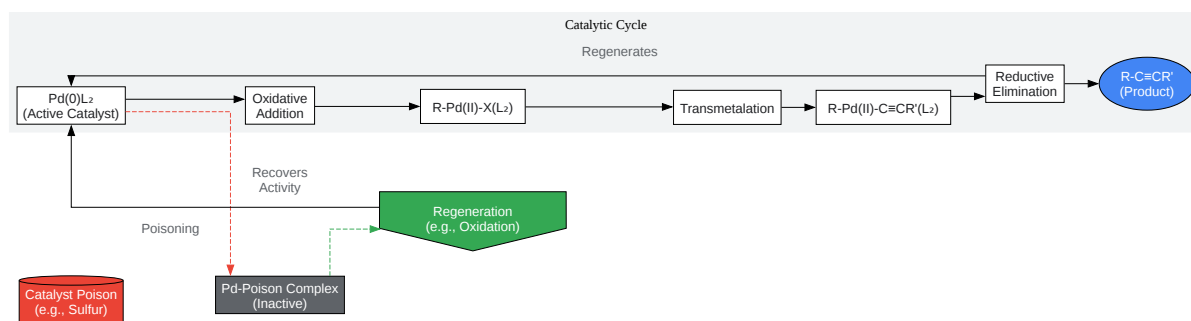 Catalytic Cycle
Regenerates
Pd(0)L₂
(Active Catalyst)
Oxidative
Addition
R-Pd(II)-X(L₂)
Transmetalation
R-Pd(II)-C≡CR'(L₂)
Reductive
Elimination
R-C≡CR'
(Product)
Recovers
Activity
Poisoning
Regeneration
(e.g., Oxidation)
Catalyst Poison
(e.g., Sulfur)
Pd-Poison Complex
(Inactive)